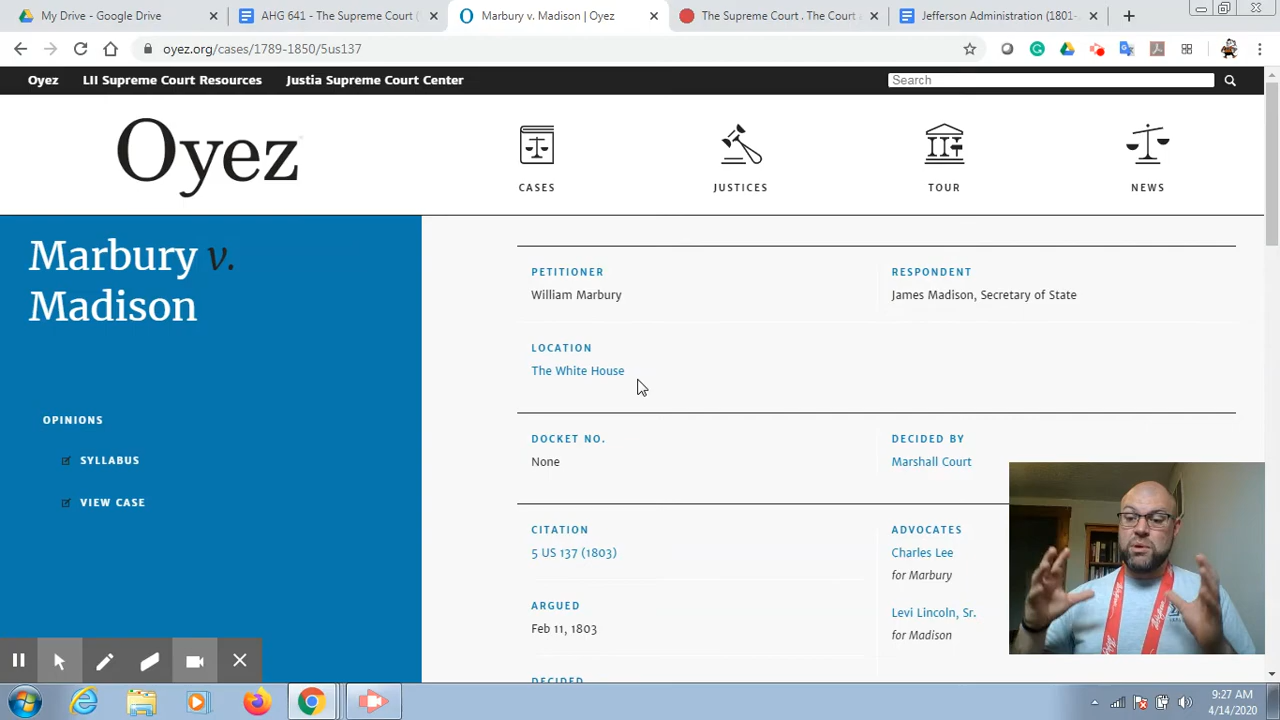 My Drive - Google Drive
AHG 641 - The Supreme Court (
Marbury v. Madison | Oyez
The Supreme Court . The Court a
Jefferson Administration (1801-
oyez.org/cases/1789-1850/5us137
Oyez LII Supreme Court Resources Justia Supreme Court Center Search
Oyez
CASES JUSTICES TOUR NEWS
Marbury v.
Madison
PETITIONER
William Marbury
RESPONDENT
James Madison, Secretary of State
LOCATION
The White House
OPINIONS
SYLLABUS
VIEW CASE
DOCKET NO.
None
DECIDED BY
Marshall Court
CITATION
5 US 137 (1803)
ADVOCATES
Charles Lee
for Marbury
ARGUED
Feb 11, 1803
Levi Lincoln, Sr.
for Madison
DECIDED
9:27 AM
4/14/2020